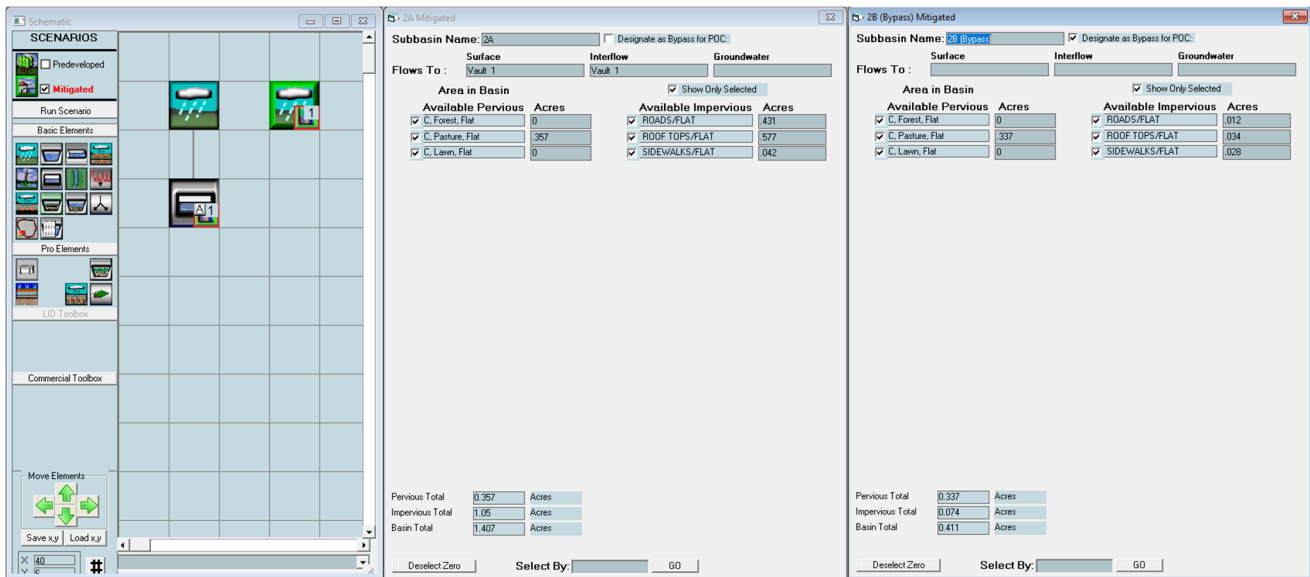 Schematic
SCENARIOS
Predeveloped
Mitigated
Run Scenario
Basic Elements
Pro Elements
LID Toolbox
Commercial Toolbox
Move Elements
Save x,y Load x,y
X 40
Y 6
#
1
A 1
2A Mitigated
Subbasin Name: 2A Designate as Bypass for POC:
Surface Interflow Groundwater
Flows To : Vault 1 Vault 1
Area in Basin Show Only Selected
Available Pervious Acres Available Impervious Acres
C, Forest, Flat 0 ROADS/FLAT .431
C, Pasture, Flat .357 ROOF TOPS/FLAT .577
C, Lawn, Flat 0 SIDEWALKS/FLAT .042
Pervious Total 0.357 Acres
Impervious Total 1.05 Acres
Basin Total 1.407 Acres
Deselect Zero Select By: GO
2B (Bypass) Mitigated
Subbasin Name: 2B (Bypass) Designate as Bypass for POC:
Surface Interflow Groundwater
Flows To :
Area in Basin Show Only Selected
Available Pervious Acres Available Impervious Acres
C, Forest, Flat 0 ROADS/FLAT .012
C, Pasture, Flat .337 ROOF TOPS/FLAT .034
C, Lawn, Flat 0 SIDEWALKS/FLAT .028
Pervious Total 0.337 Acres
Impervious Total 0.074 Acres
Basin Total 0.411 Acres
Deselect Zero Select By: GO